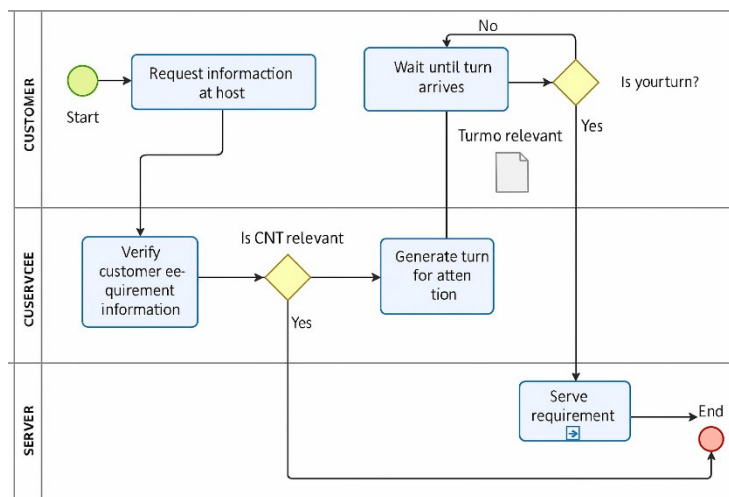 CUSTOMER
Start
Request informaction
at host
Wait until turn
arrives
No
Is yourturn?
Yes
Turmo relevant
CUSERVCEE
Verify
customer ee-
quirement
information
Is CNT relevant
Yes
Generate turn
for atten
tion
SERVER
Serve
requirement
End